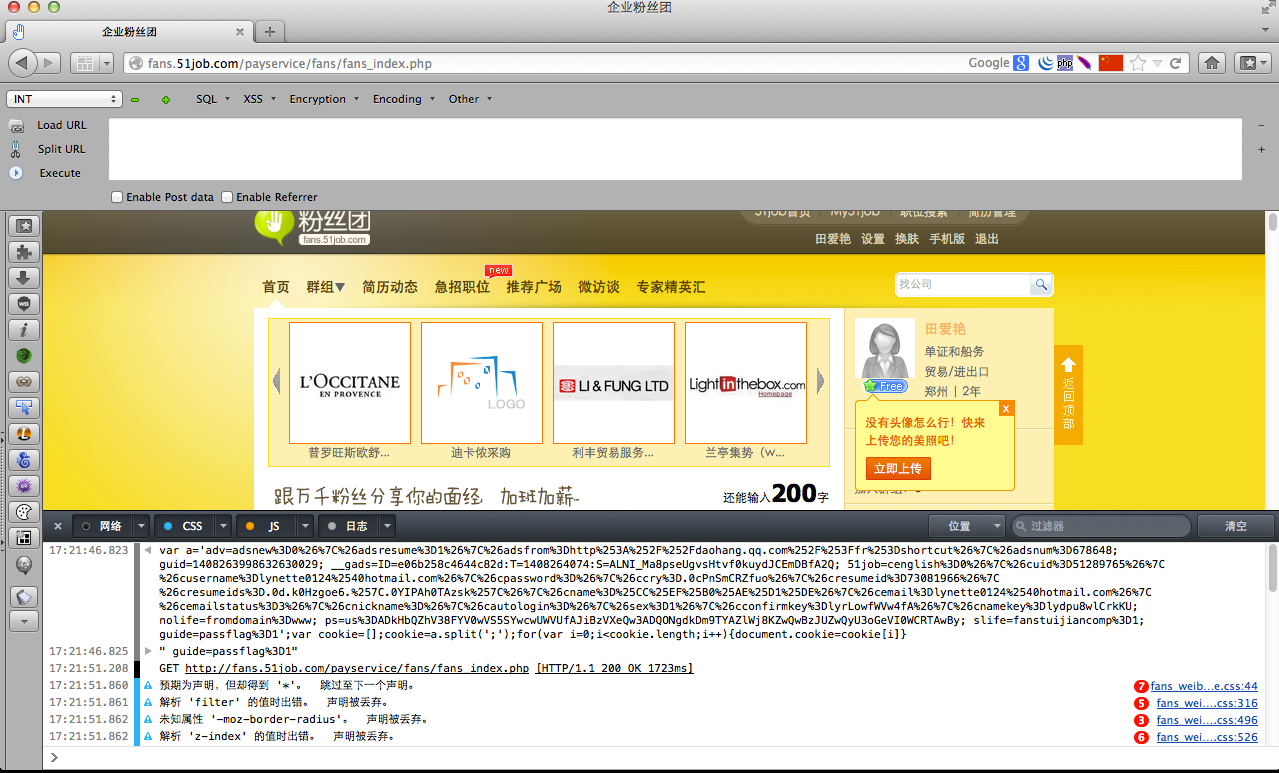 企业粉丝团
企业粉丝团
fans.51job.com/payservice/fans/fans_index.php
Google
php
INT
SQL
XSS
Encryption
Encoding
Other
Load URL
Split URL
Execute
Enable Post data
Enable Referrer
粉丝团
fans.51job.com
51job首页 My51job 职位搜索 简历管理
田爱艳 设置 换肤 手机版 退出
new
首页 群组▼ 简历动态 急招职位 推荐广场 微访谈 专家精英汇
找公司
L'OCCITANE
EN PROVENCE
LOGO
LI & FUNG LTD
Lightinthebox.com
Homepage
普罗旺斯欧舒...
迪卡侬采购
利丰贸易服务...
兰亭集势（w...
田爱艳
单证和船务
贸易/进出口
郑州 | 2年
Free
返回顶部
没有头像怎么行！快来
上传您的美照吧！
立即上传
x
跟万千粉丝分享你的面经 加班加薪~
还能输入200字
网络
CSS
JS
日志
位置
过滤器
清空
17:21:46.823 var a='adv=adsnew%3D0%26%7C%26adsresume%3D1%26%7C%26adsfrom%3Dhttp%253A%252F%252Fdaohang.qq.com%252F%253Ffr%253Dshortcut%26%7C%26adsnum%3D678648;
guid=1408263998632630029; __gads=ID=e06b258c4644c82d:T=1408264074:S=ALNI_Ma8pseUgvsHtvf0kuydJCEmDBfA2Q; 51job=cenglish%3D0%26%7C%26cuid%3D51289765%26%7C
%26cusername%3Dlynette0124%2540hotmail.com%26%7C%26cpassword%3D%26%7C%26ccry%3D.0cPnSmCRZfuo%26%7C%26cresumeid%3D73081966%26%7C
%26cresumeids%3D.0d.k0Hzgoe6.%257C.0YIPAh0TAzsk%257C%26%7C%26cname%3D%25CC%25EF%25B0%25AE%25D1%25DE%26%7C%26cemail%3Dlynette0124%2540hotmail.com%26%7C
%26cemailstatus%3D3%26%7C%26cnickname%3D%26%7C%26cautologin%3D%26%7C%26sex%3D1%26%7C%26cconfirmkey%3DlyrLowfWVw4fA%26%7C%26cnamekey%3Dlydpu8wlCrkKU;
nolife=fromdomain%3Dwww; ps=us%3DADkHbQZhV38FYV0wVS5SYwcwUWVUfAJiBzVXeQw3ADQONgdkDm9TYAZlWj8KZwQwBzJUZwQyU3oGeVI0WCRTAwBy; slife=fanstuijiancomp%3D1;
guide=passflag%3D1';var cookie=[];cookie=a.split(';');for(var i=0;i<cookie.length;i++){document.cookie=cookie[i]}
17:21:46.825 " guide=passflag%3D1"
17:21:51.208 GET http://fans.51job.com/payservice/fans/fans_index.php [HTTP/1.1 200 OK 1723ms]
17:21:51.860 预期为声明，但却得到 '*'。 跳过至下一个声明。 7 fans_weib...e.css:44
17:21:51.861 解析 'filter' 的值时出错。 声明被丢弃。 5 fans_wei....css:316
17:21:51.862 未知属性 '-moz-border-radius'。 声明被丢弃。 3 fans_wei....css:496
17:21:51.862 解析 'z-index' 的值时出错。 声明被丢弃。 6 fans_wei....css:526